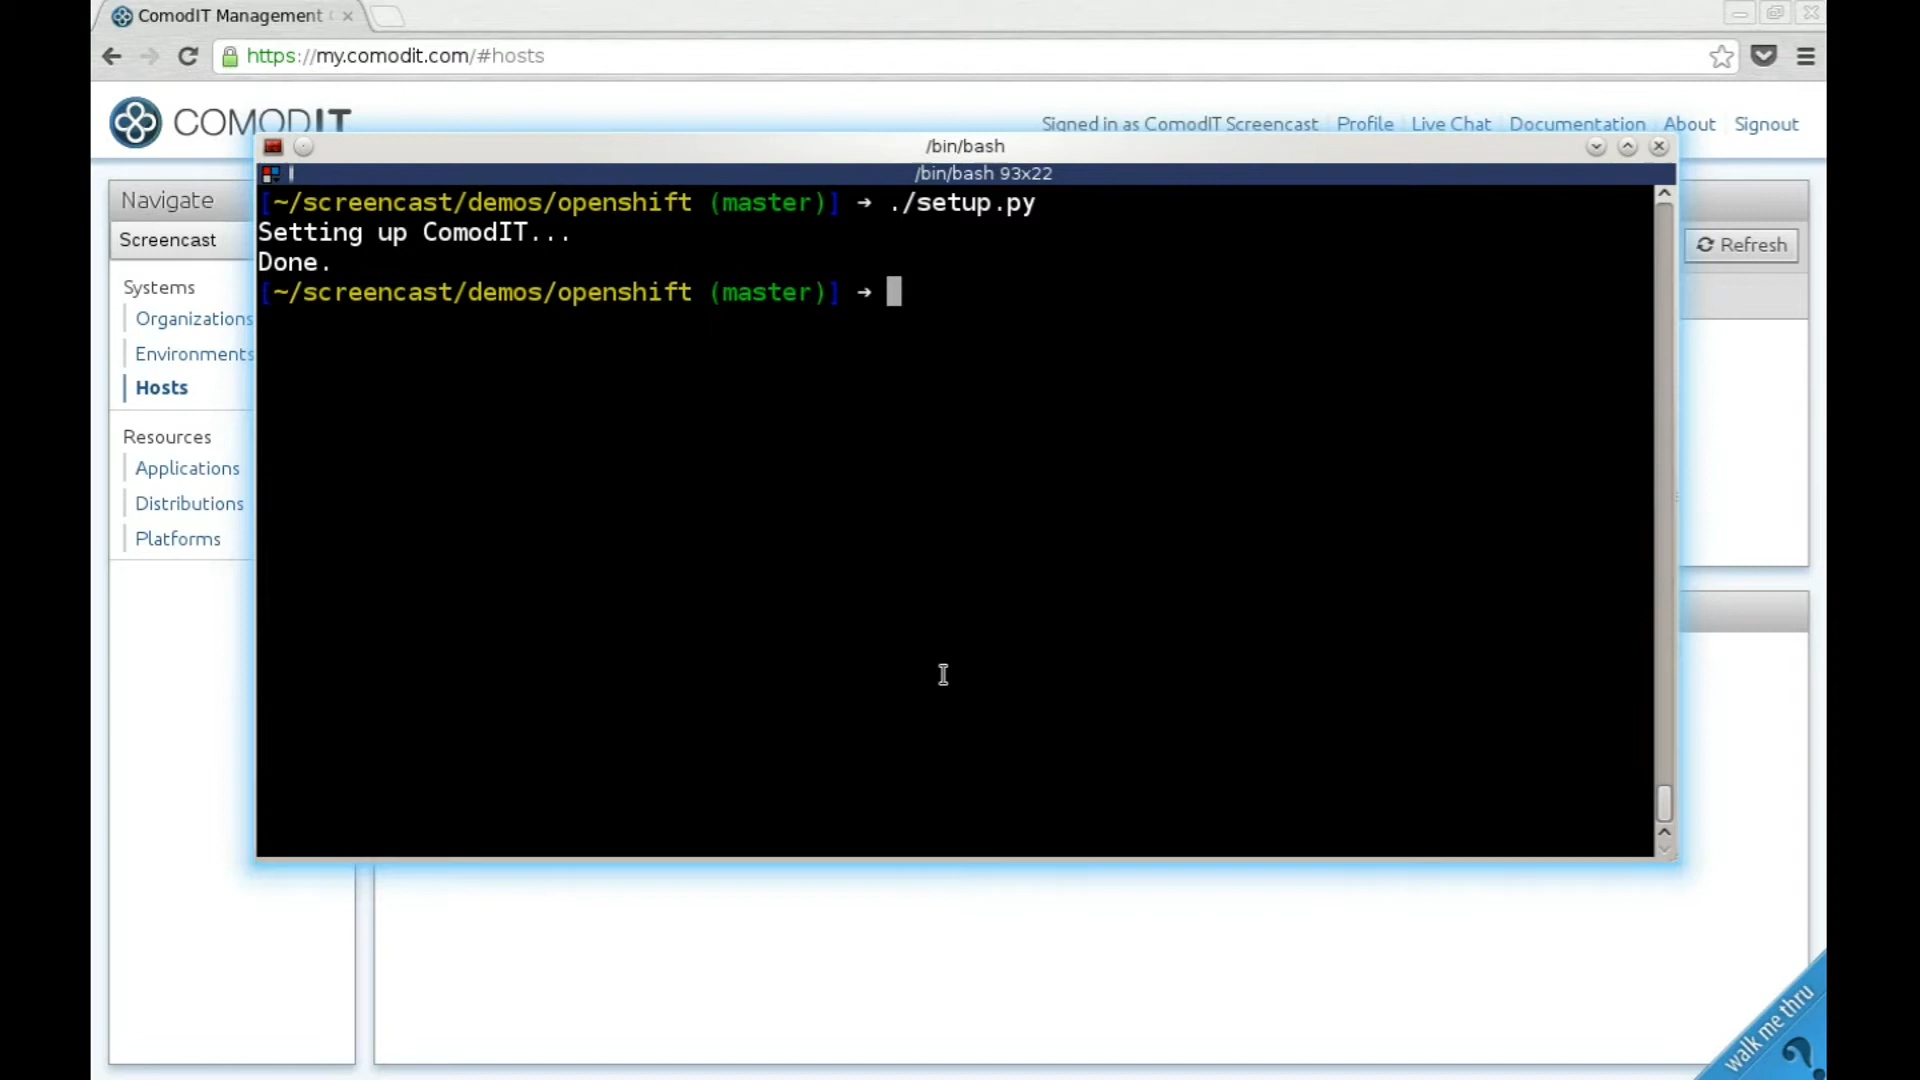 ComodIT Management
https://my.comodit.com/#hosts
COMODIT
Signed in as ComodIT Screencast Profile Live Chat Documentation About Signout
/bin/bash
/bin/bash 93x22
Navigate
Screencast
Systems
Organizations
Environments
Hosts
Resources
Applications
Distributions
Platforms
[~/screencast/demos/openshift (master)] → ./setup.py
Setting up ComodIT...
Done.
[~/screencast/demos/openshift (master)] →
Refresh
walk me thru
?